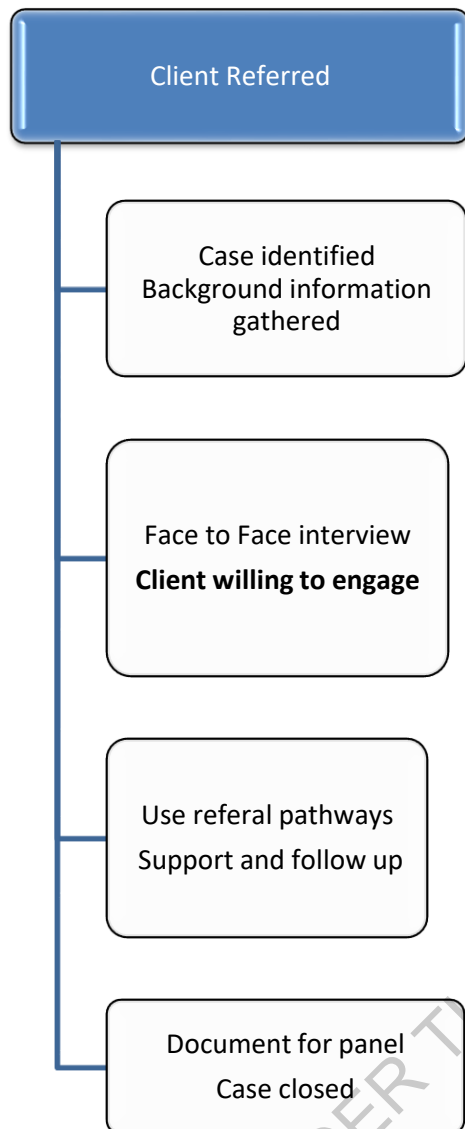 Client Referred
Case identified
Background information
gathered
Face to Face interview
Client willing to engage
Use referal pathways
Support and follow up
Document for panel
Case closed